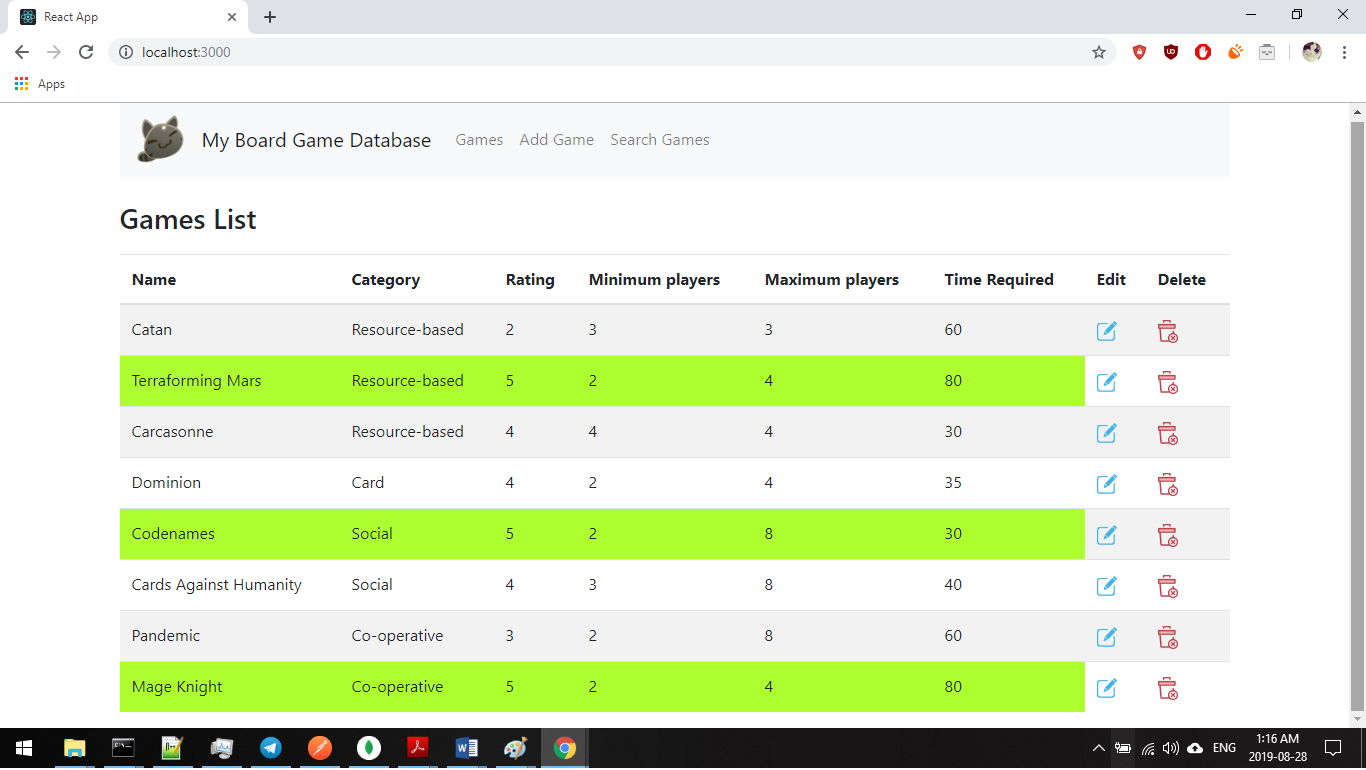 React App
localhost:3000
Apps
My Board Game Database Games Add Game Search Games
Games List
Name Category Rating Minimum players Maximum players Time Required Edit Delete
Catan Resource-based 2 3 3 60
Terraforming Mars Resource-based 5 2 4 80
Carcasonne Resource-based 4 4 4 30
Dominion Card 4 2 4 35
Codenames Social 5 2 8 30
Cards Against Humanity Social 4 3 8 40
Pandemic Co-operative 3 2 8 60
Mage Knight Co-operative 5 2 4 80
ENG
1:16 AM
2019-08-28